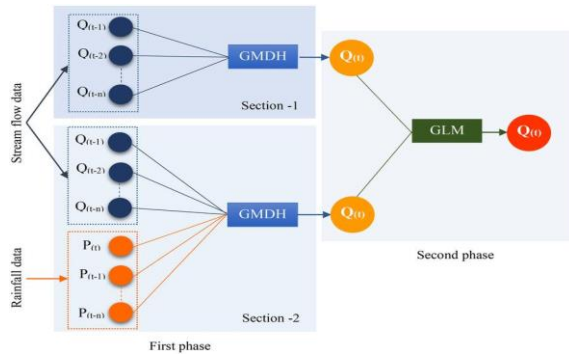 Stream flow data
Rainfall data
Q(t-1)
Q(t-2)
Q(t-n)
GMDH
Section -1
Q(t-1)
Q(t-2)
Q(t-n)
P(t)
P(t-1)
P(t-n)
GMDH
Section -2
First phase
Q(t)
Q(t)
GLM
Q(t)
Second phase